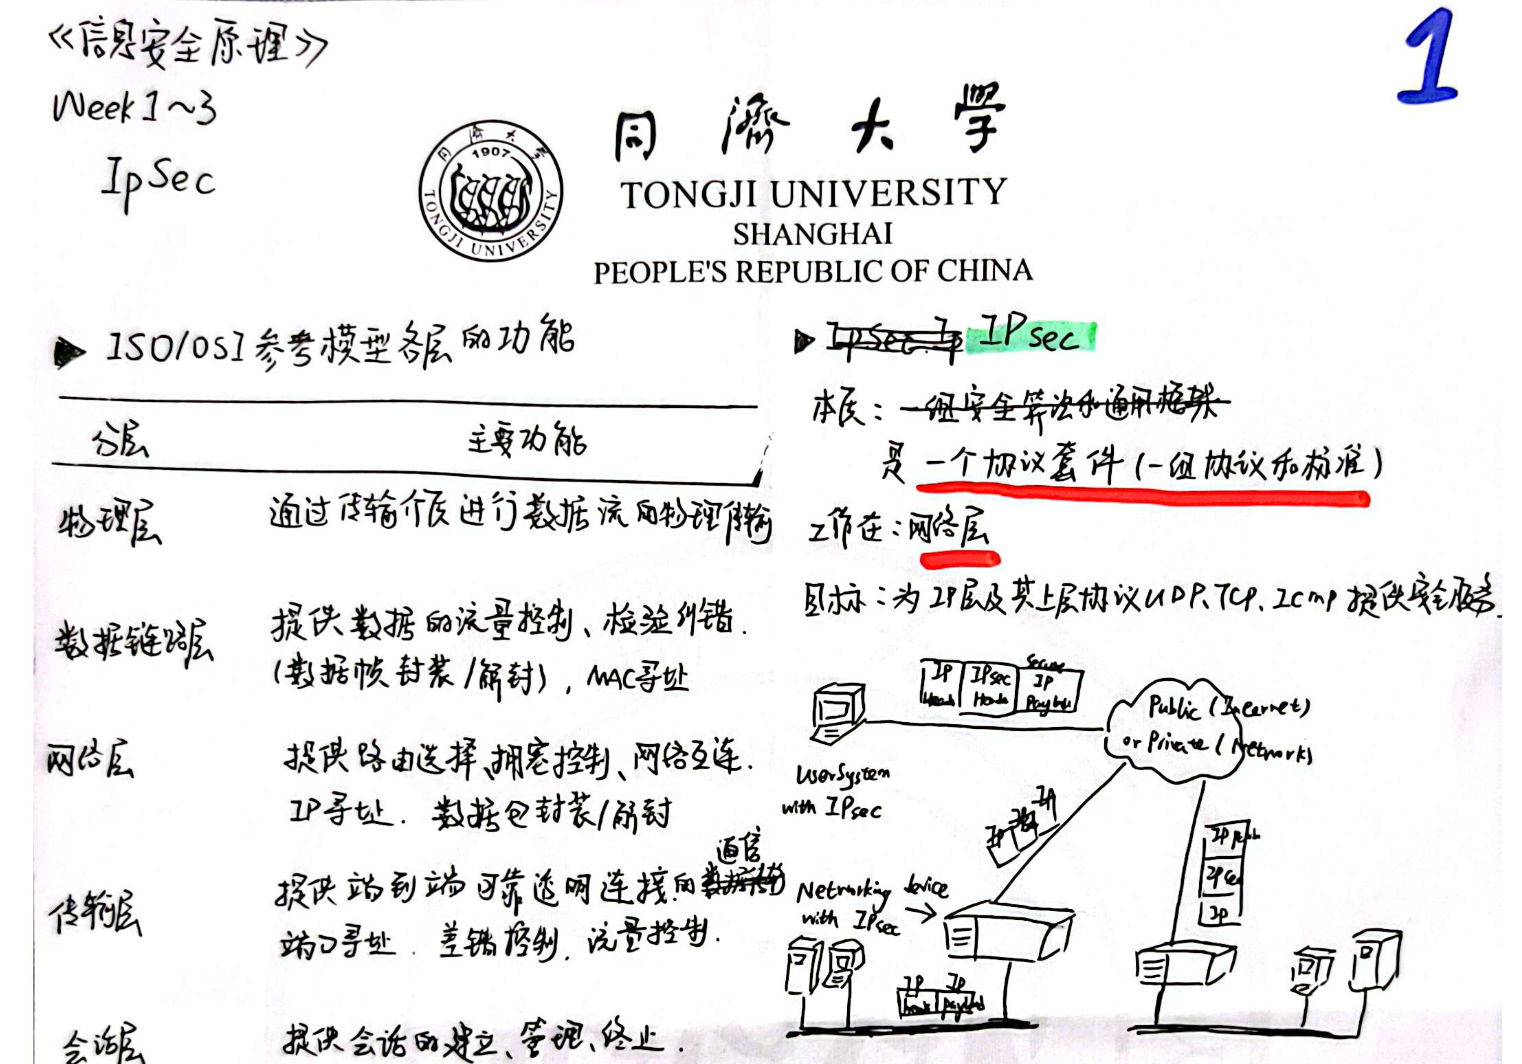 《信息安全原理》
Week 1~3
IpSec
1
同濟大学
TONGJI UNIVERSITY
SHANGHAI
PEOPLE'S REPUBLIC OF CHINA
同济大学
1907
TONGJI UNIVERSITY
ISO/OSI 参考模型各层的功能
分层 主要功能
物理层 通过传输介质进行数据流的物理传输
数据链路层 提供数据的流量控制、检验纠错.
(数据帧封装/解封), MAC寻址
网络层 提供路由选择、拥塞控制、网络互连.
IP寻址. 数据包封装/解封
传输层 提供端到端可靠透明连接的通信
端口寻址. 差错控制. 流量控制.
会话层 提供会话的建立、管理、终止.
IpSec Ip IPsec
本质: 一组安全算法和通用框架
是一个协议套件(一组协议和标准)
工作在: 网络层
目标: 为IP层及其上层协议UDP、TCP、Icmp提供安全服务
IP Header IPsec Header Secure IP Payload
Public (Internet)
or Private (Network)
User System
with IPsec
IP
IP Sec
IP
Networking device
with IPsec
IP header IP payload